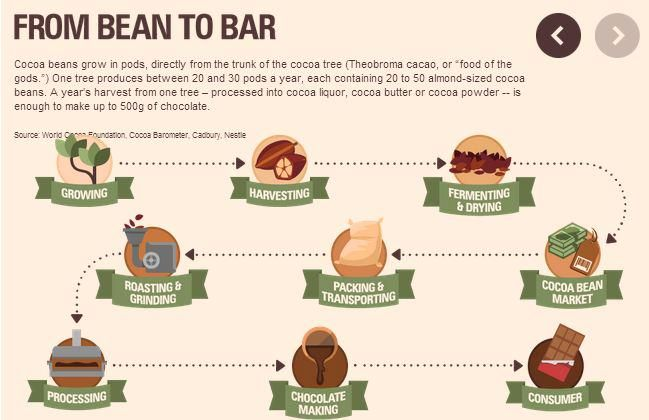 FROM BEAN TO BAR
Cocoa beans grow in pods, directly from the trunk of the cocoa tree (Theobroma cacao, or "food of the
gods.") One tree produces between 20 and 30 pods a year, each containing 20 to 50 almond-sized cocoa
beans. A year's harvest from one tree – processed into cocoa liquor, cocoa butter or cocoa powder -- is
enough to make up to 500g of chocolate.
Source: World Cocoa Foundation, Cocoa Barometer, Cadbury, Nestle
GROWING
HARVESTING
FERMENTING
& DRYING
ROASTING &
GRINDING
PACKING &
TRANSPORTING
COCOA BEAN
MARKET
PROCESSING
CHOCOLATE
MAKING
CONSUMER